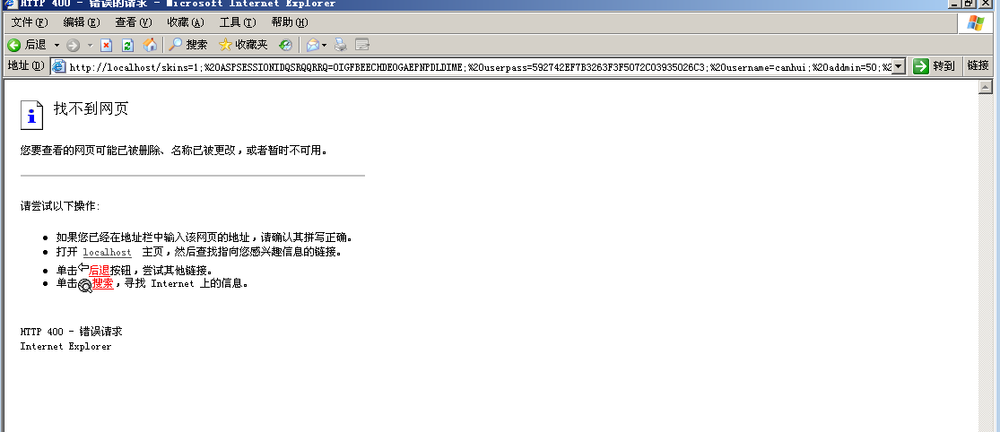 HTTP 400 - 错误的请求 - Microsoft Internet Explorer
文件(F) 编辑(E) 查看(V) 收藏(A) 工具(T) 帮助(H)
后退 搜索 收藏夹
地址(D) http://localhost/skins=1;%20ASPSESSIONIDQSRQQRRQ=OIGFBEECHDEOGAEPNPDLDIME;%20userpass=592742EF7B3263F3F5072C03935026C3;%20username=canhui;%20addmin=50;%2 转到 链接
找不到网页
您要查看的网页可能已被删除、名称已被更改，或者暂时不可用。
请尝试以下操作:
如果您已经在地址栏中输入该网页的地址，请确认其拼写正确。
打开 localhost 主页，然后查找指向您感兴趣信息的链接。
单击后退按钮，尝试其他链接。
单击搜索，寻找 Internet 上的信息。
HTTP 400 - 错误请求
Internet Explorer